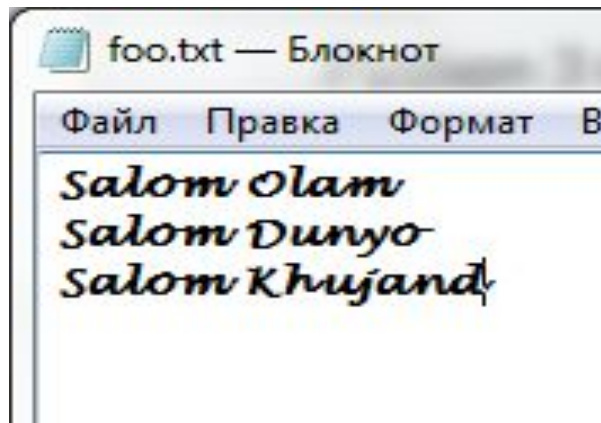 foo.txt — Блокнот
Файл Правка Формат В
Salom Olam
Salom Dunyo
Salom Khujand